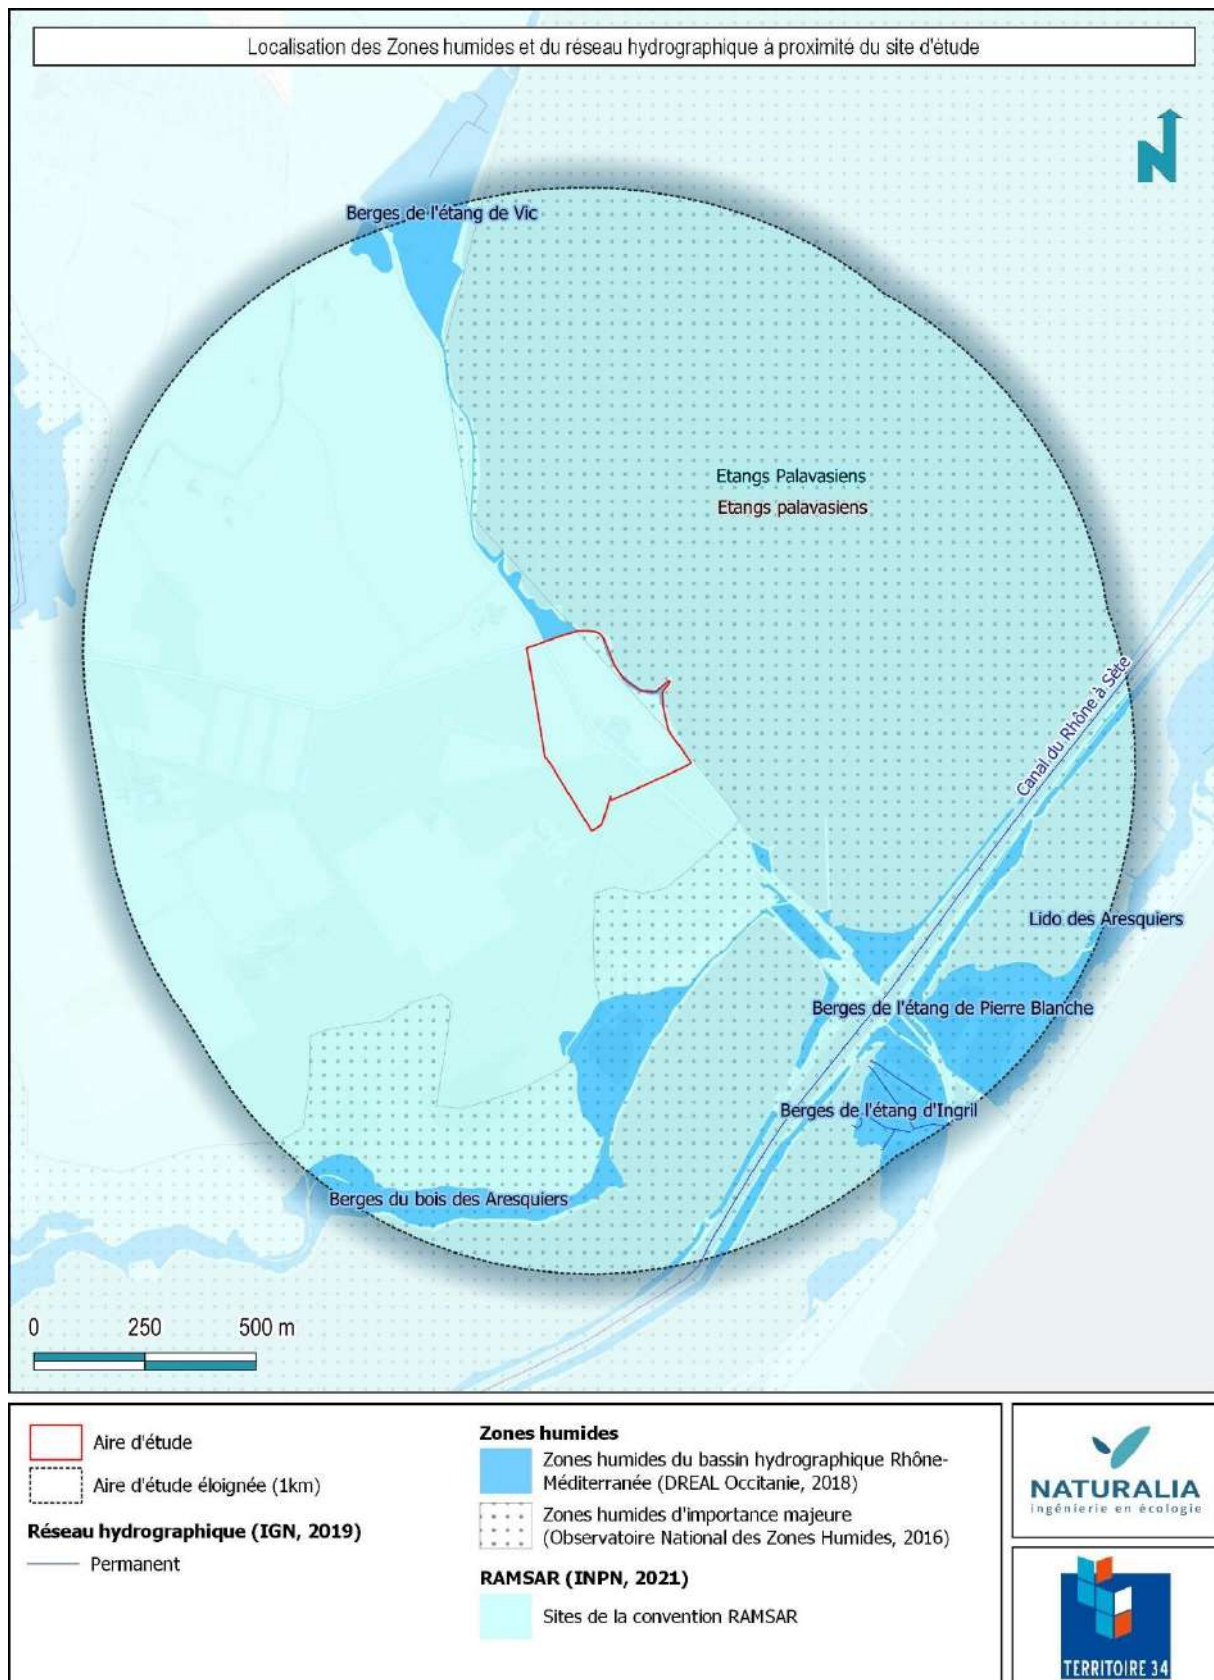 Localisation des Zones humides et du réseau hydrographique à proximité du site d'étude
N
Berges de l'étang de Vic
Etangs Palavasiens
Etangs palavasiens
Canal du Rhône à Sète
Lido des Aresquiers
Berges de l'étang de Pierre Blanche
Berges de l'étang d'Ingril
Berges du bois des Aresquiers
0 250 500 m
Aire d'étude
Aire d'étude éloignée (1km)
Réseau hydrographique (IGN, 2019)
Permanent
Zones humides
Zones humides du bassin hydrographique Rhône-
Méditerranée (DREAL Occitanie, 2018)
Zones humides d'importance majeure
(Observatoire National des Zones Humides, 2016)
RAMSAR (INPN, 2021)
Sites de la convention RAMSAR
NATURALIA
ingénierie en écologie
TERRITOIRE 34